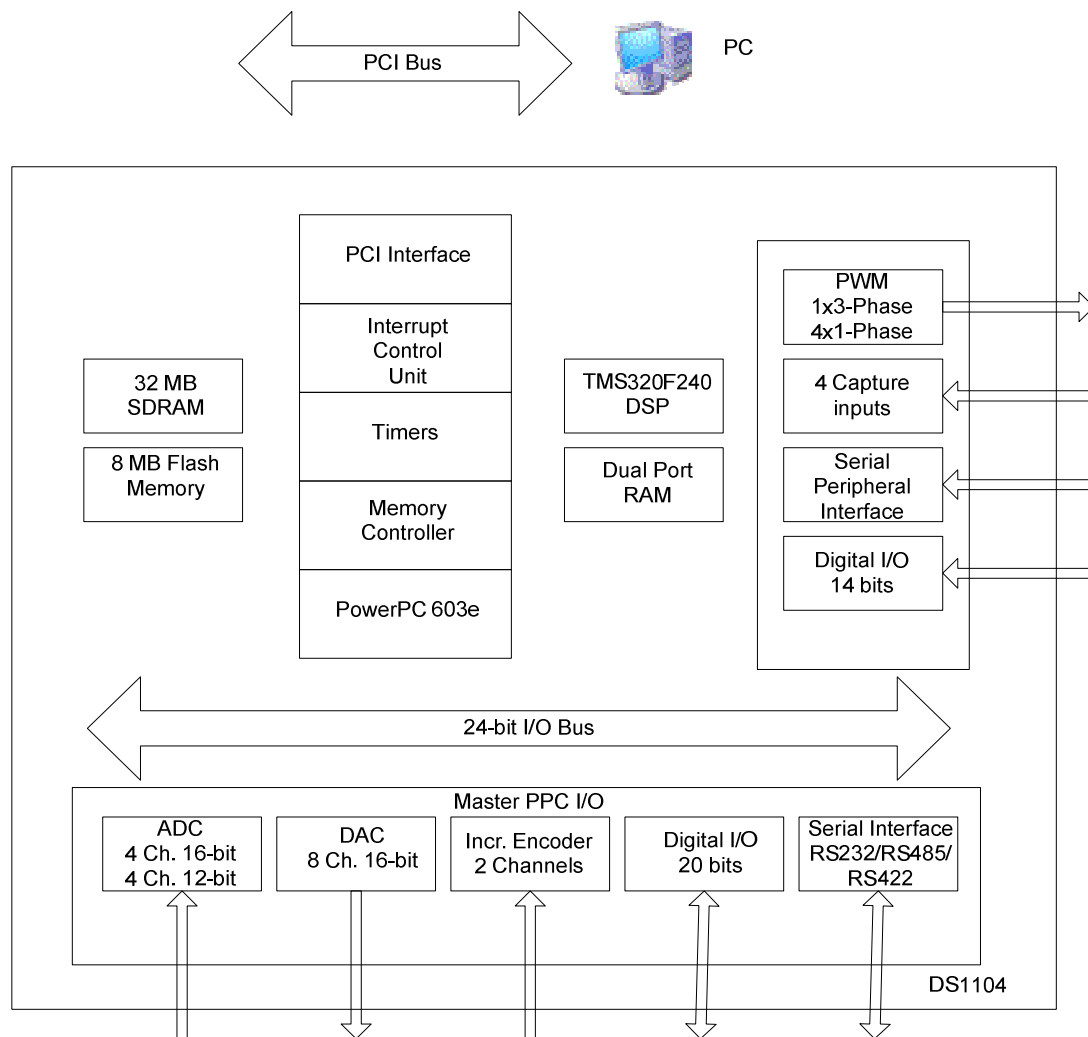 PCI Bus
PC
PCI Interface
Interrupt
Control
Unit
Timers
Memory
Controller
PowerPC 603e
32 MB
SDRAM
8 MB Flash
Memory
TMS320F240
DSP
Dual Port
RAM
PWM
1x3-Phase
4x1-Phase
4 Capture
inputs
Serial
Peripheral
Interface
Digital I/O
14 bits
24-bit I/O Bus
Master PPC I/O
ADC
4 Ch. 16-bit
4 Ch. 12-bit
DAC
8 Ch. 16-bit
Incr. Encoder
2 Channels
Digital I/O
20 bits
Serial Interface
RS232/RS485/
RS422
DS1104